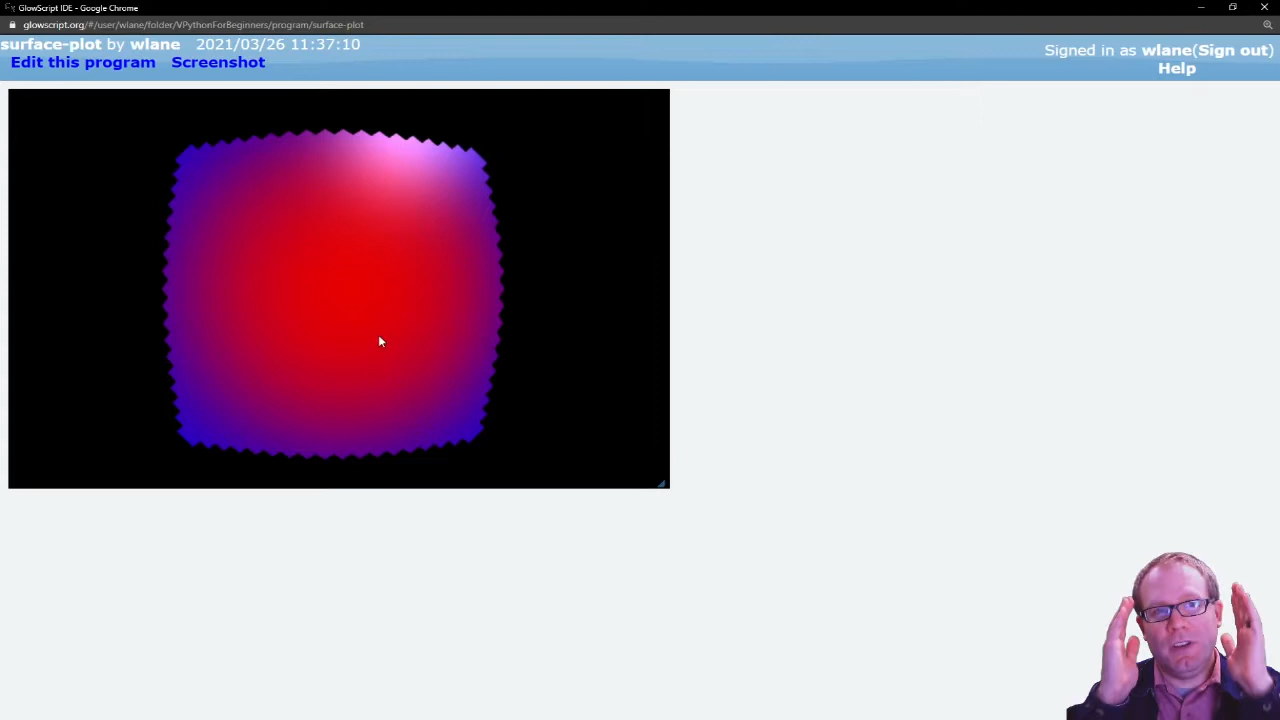 GlowScript IDE - Google Chrome
glowscript.org/#/user/wlane/folder/VPythonForBeginners/program/surface-plot
surface-plot by wlane 2021/03/26 11:37:10
Signed in as wlane(Sign out)
Edit this program Screenshot
Help